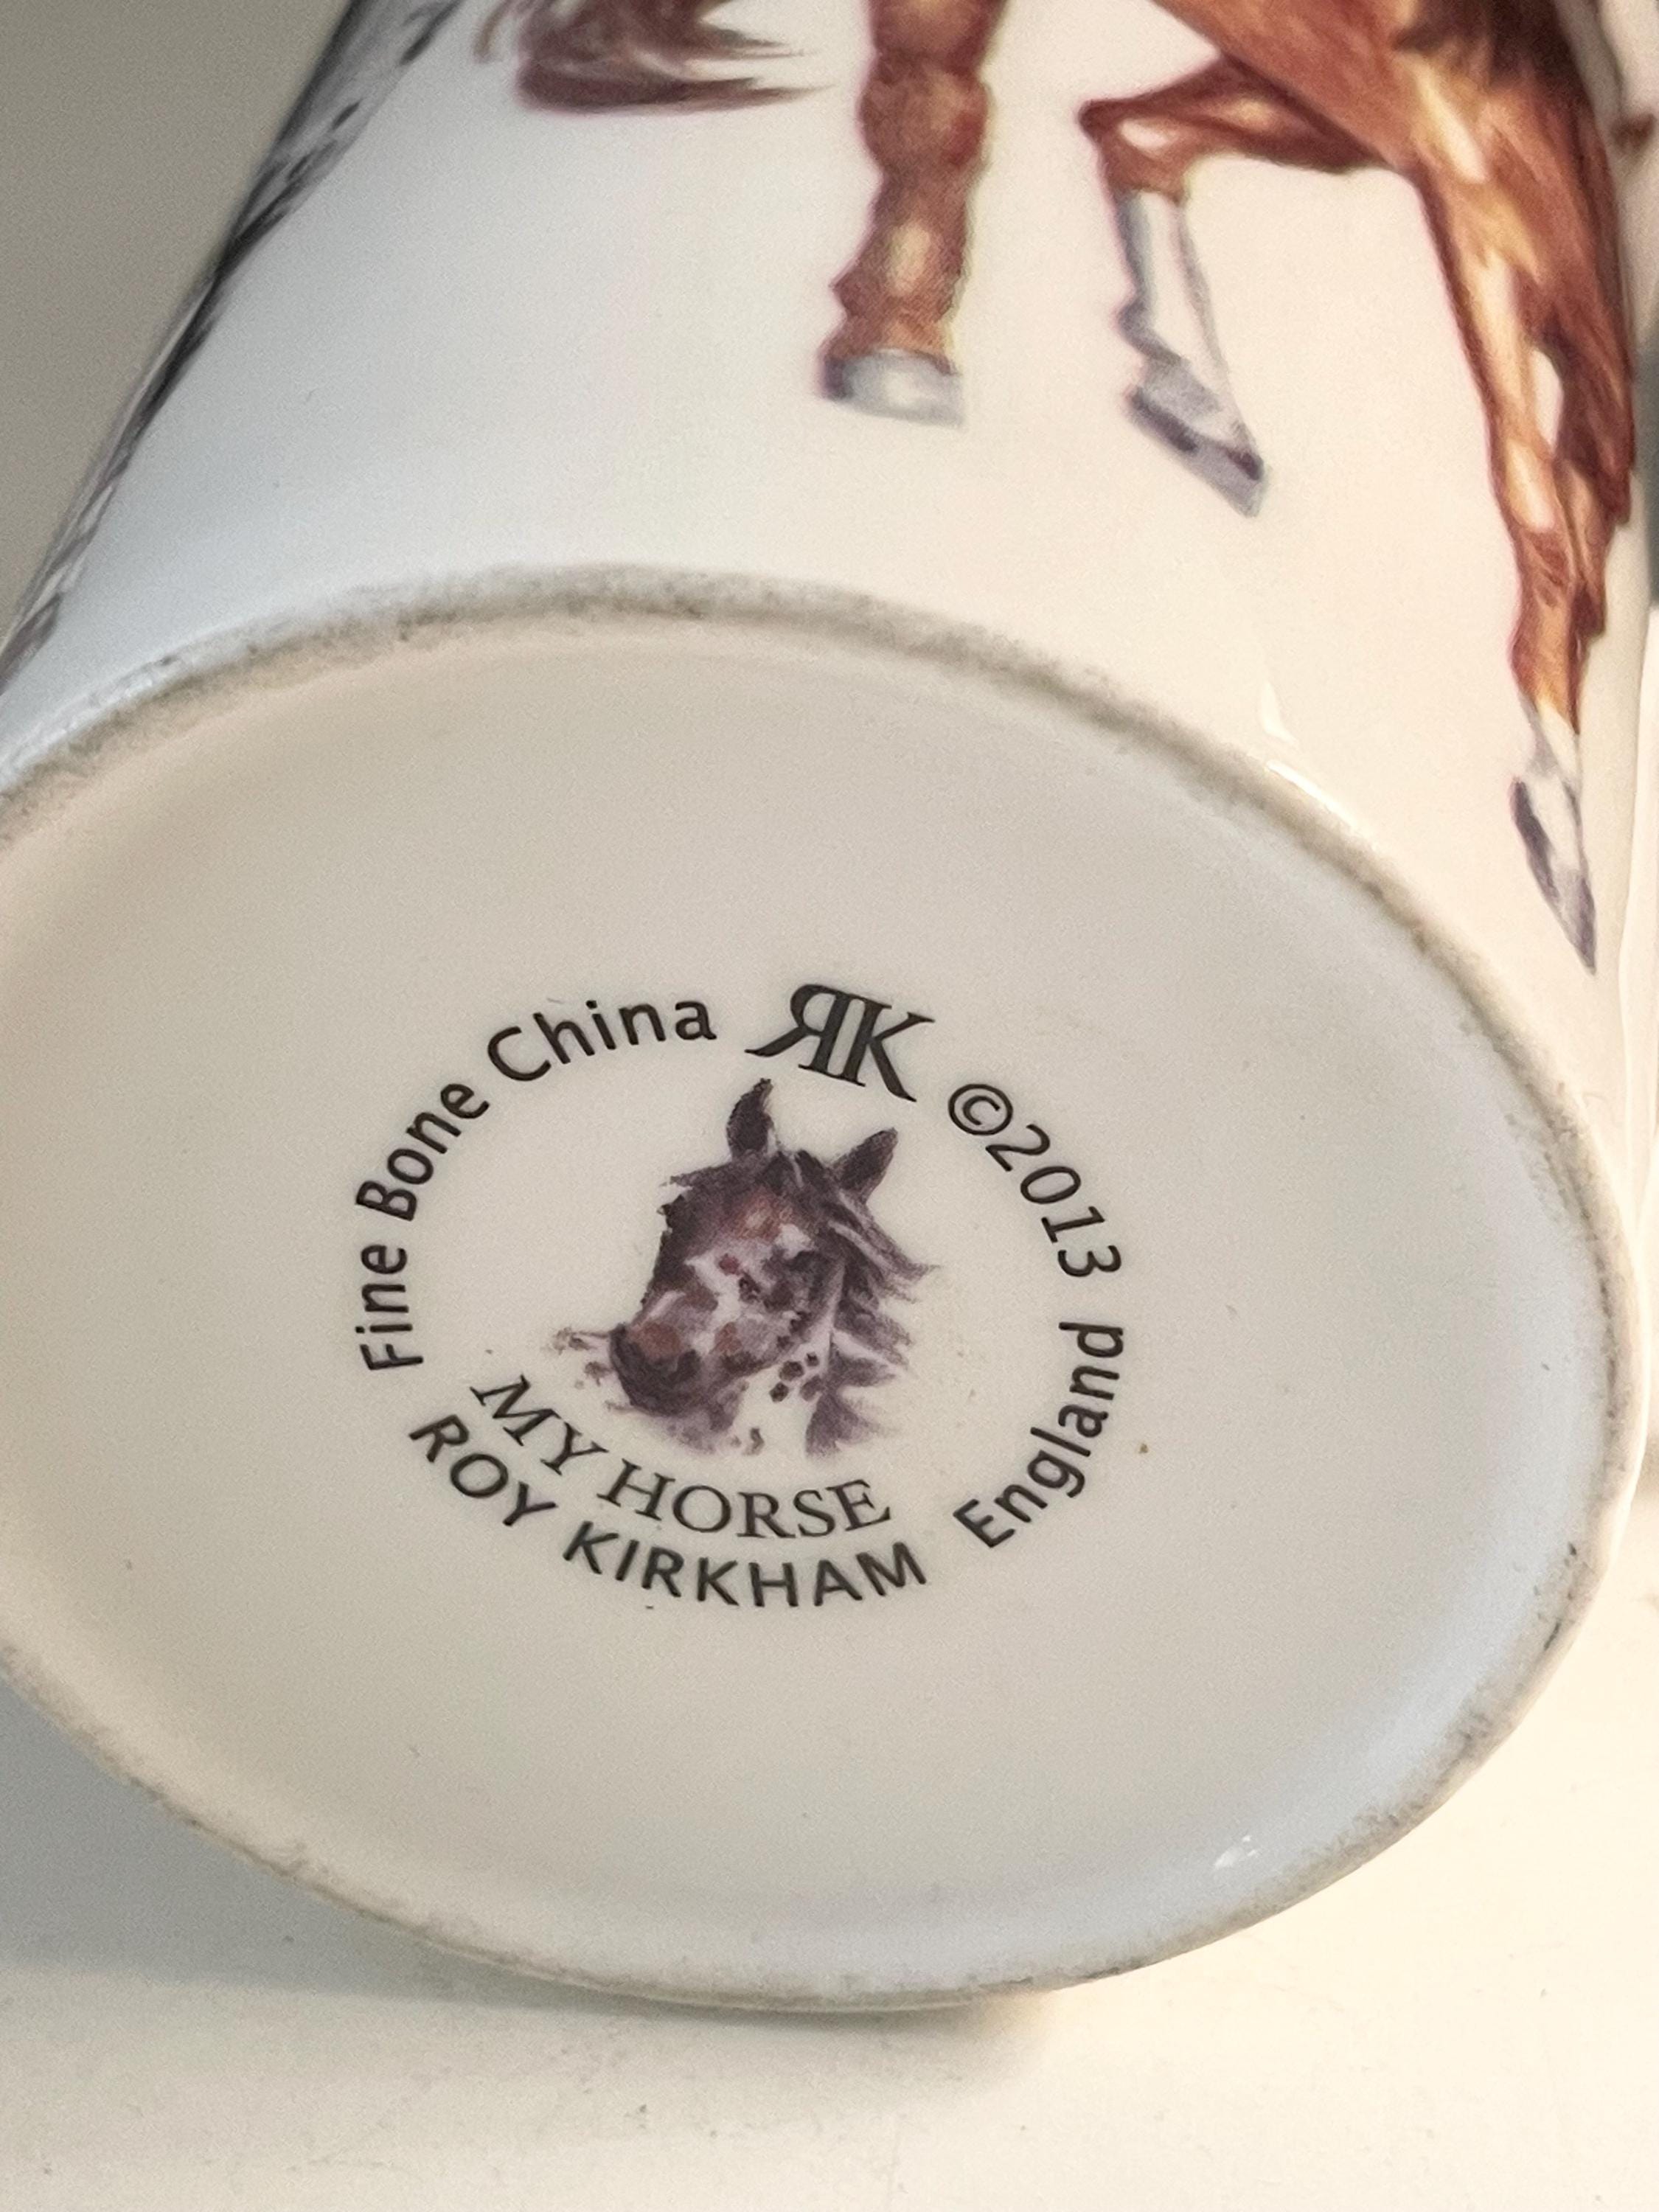 Fine Bone China RK ©2013 England
MY HORSE
ROY KIRKHAM